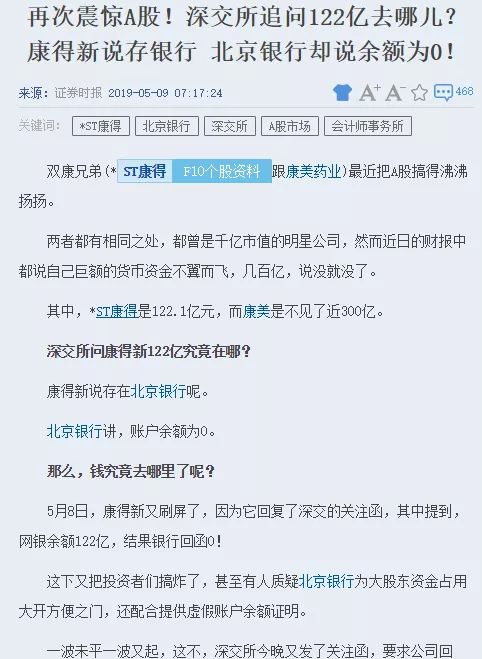 再次震惊A股！深交所追问122亿去哪儿？
康得新说存银行 北京银行却说余额为0！
来源：证券时报 2019-05-09 07:17:24 A+ A- 468
关键词： *ST康得 北京银行 深交所 A股市场 会计师事务所
双康兄弟(*ST康得 F10个股资料 跟康美药业)最近把A股搞得沸沸
扬扬。
两者都有相同之处，都曾是千亿市值的明星公司，然而近日的财报中
都说自己巨额的货币资金不翼而飞，几百亿，说没就没了。
其中，*ST康得是122.1亿元，而康美是不见了近300亿。
深交所问康得新122亿究竟在哪？
康得新说存在北京银行呢。
北京银行讲，账户余额为0。
那么，钱究竟去哪里了呢？
5月8日，康得新又刷屏了，因为它回复了深交的关注函，其中提到，
网银余额122亿，结果银行回函0！
这下又把投资者们搞炸了，甚至有人质疑北京银行为大股东资金占用
大开方便之门，还配合提供虚假账户余额证明。
一波未平一波又起，这不，深交所今晚又发了关注函，要求公司回